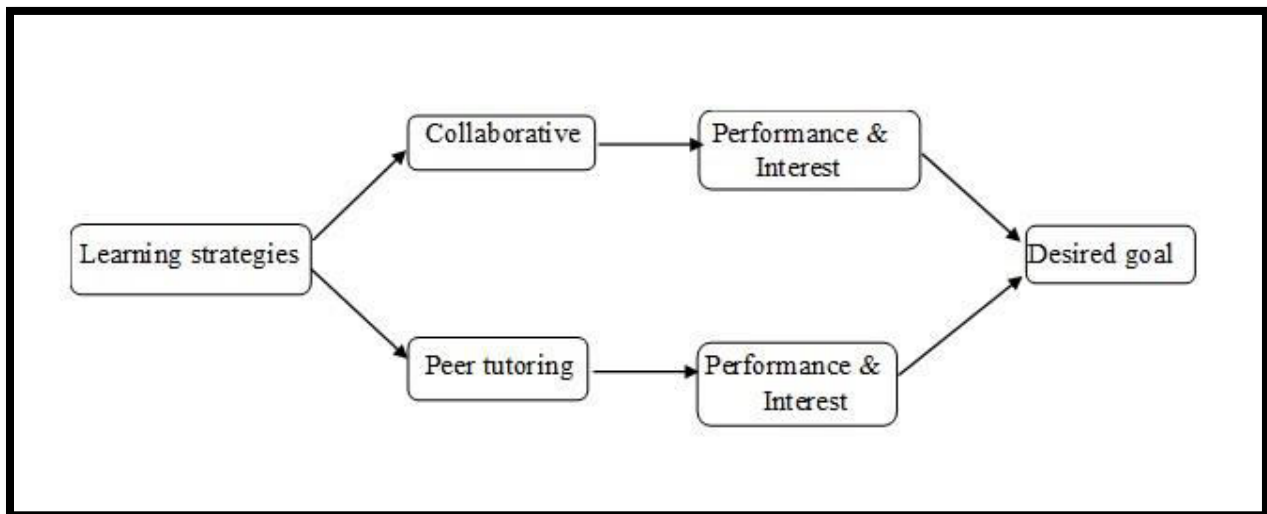 Collaborative
Performance &
Interest
Learning strategies
Desired goal
Peer tutoring
Performance &
Interest